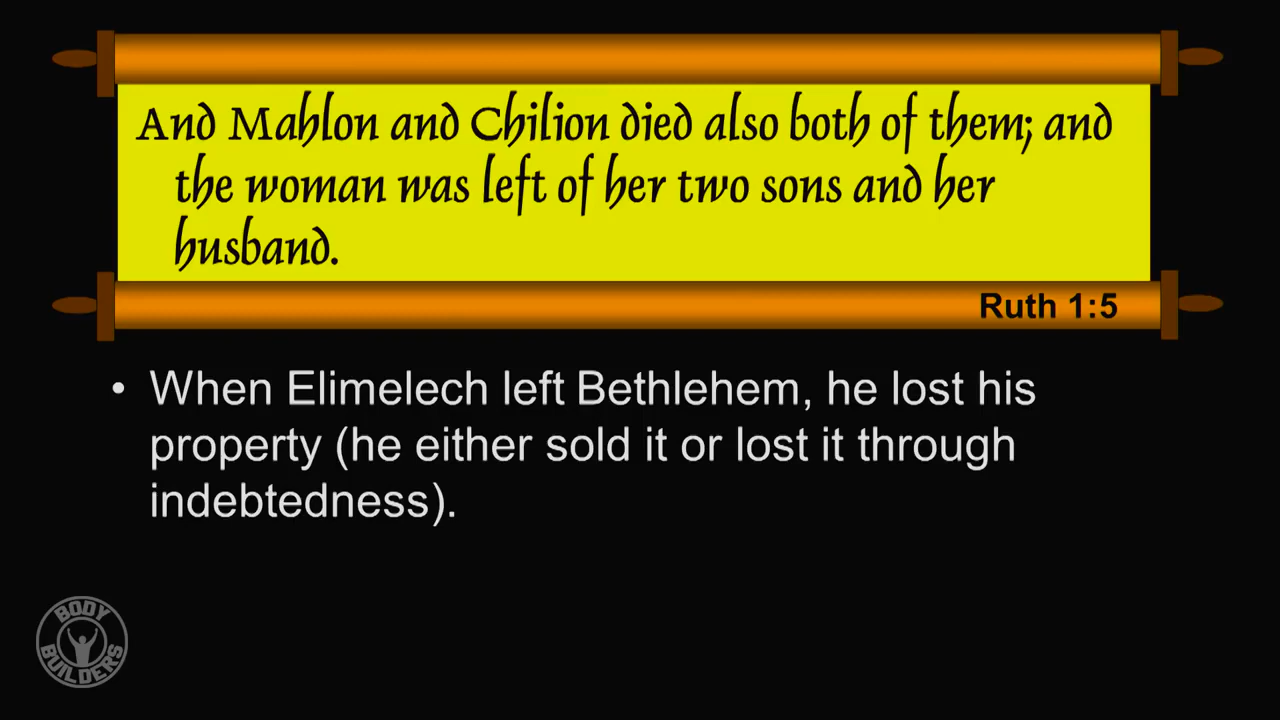 And Mahlon and Chilion died also both of them; and
the woman was left of her two sons and her
husband.
Ruth 1:5
• When Elimelech left Bethlehem, he lost his
property (he either sold it or lost it through
indebtedness).
BODY
BUILDERS